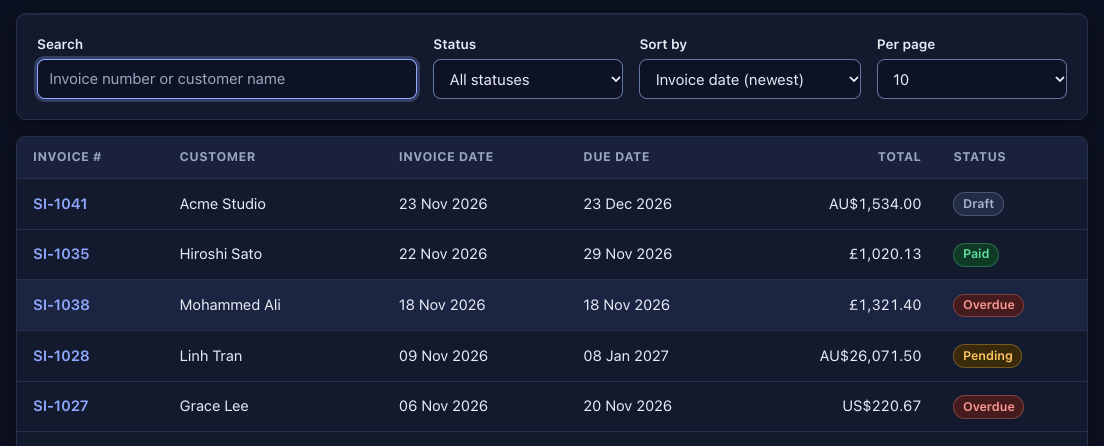 Search Status Sort by Per page
Invoice number or customer name All statuses Invoice date (newest) 10
INVOICE # CUSTOMER INVOICE DATE DUE DATE TOTAL STATUS
SI-1041 Acme Studio 23 Nov 2026 23 Dec 2026 AU$1,534.00 Draft
SI-1035 Hiroshi Sato 22 Nov 2026 29 Nov 2026 £1,020.13 Paid
SI-1038 Mohammed Ali 18 Nov 2026 18 Nov 2026 £1,321.40 Overdue
SI-1028 Linh Tran 09 Nov 2026 08 Jan 2027 AU$26,071.50 Pending
SI-1027 Grace Lee 06 Nov 2026 20 Nov 2026 US$220.67 Overdue